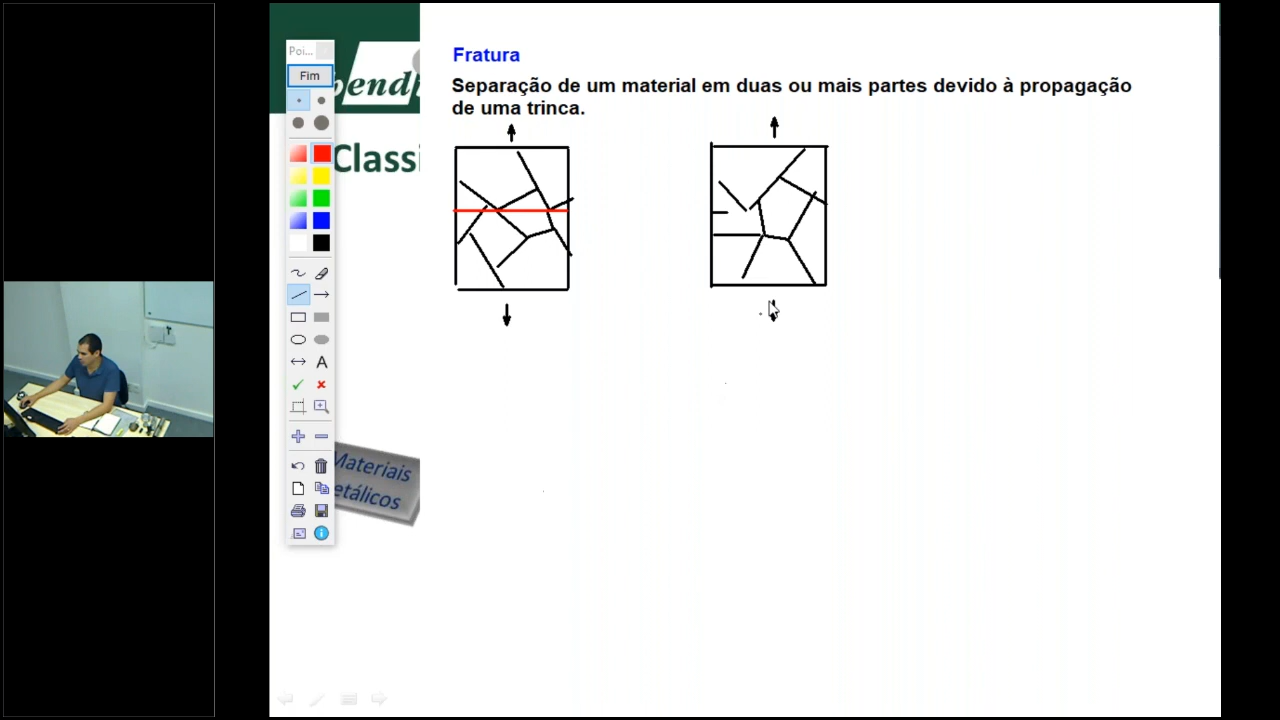 Poi...
Fim
pendi
Fratura
Separação de um material em duas ou mais partes devido à propagação
de uma trinca.
Classi
A
Materiais
etálicos